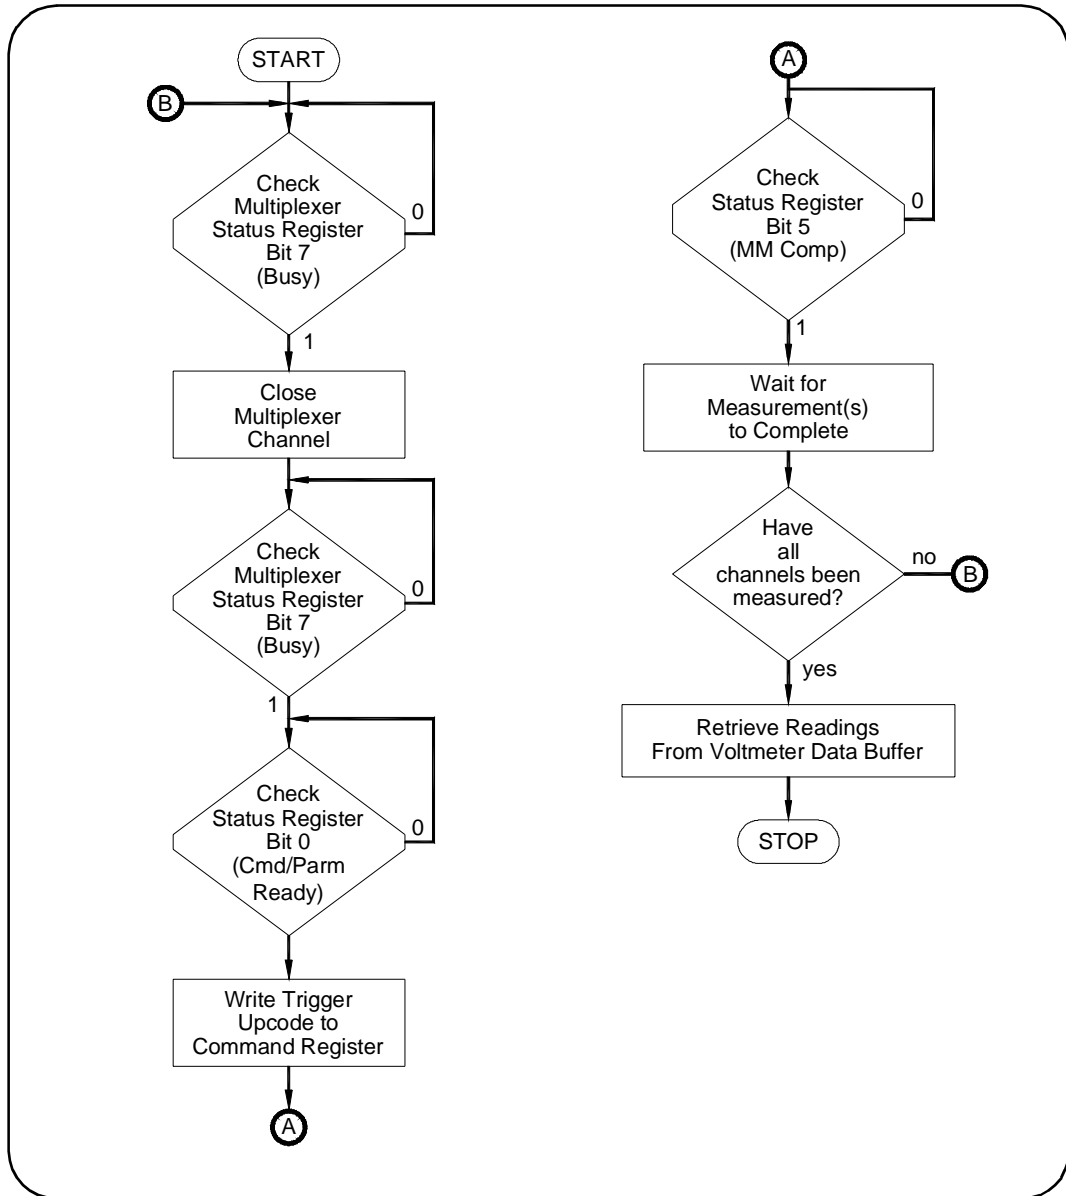 START
B
Check
Multiplexer
Status Register
Bit 7
(Busy)
0
1
Close
Multiplexer
Channel
Check
Multiplexer
Status Register
Bit 7
(Busy)
0
1
Check
Status Register
Bit 0
(Cmd/Parm
Ready)
0
Write Trigger
Upcode to
Command Register
A
A
Check
Status Register
Bit 5
(MM Comp)
0
1
Wait for
Measurement(s)
to Complete
Have
all
channels been
measured?
no
B
yes
Retrieve Readings
From Voltmeter Data Buffer
STOP